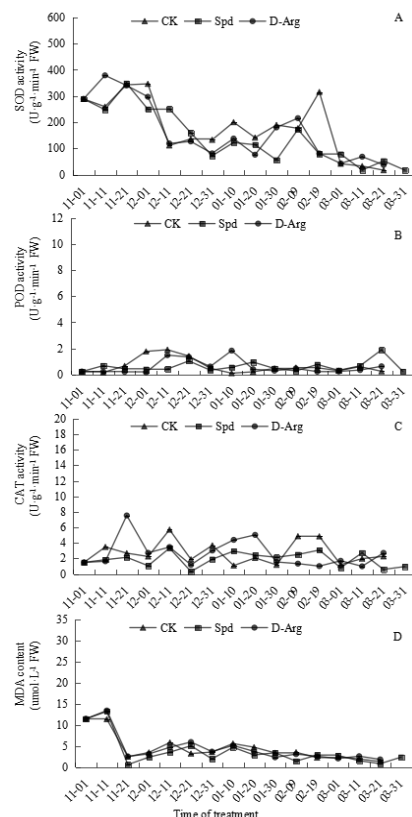 CK Spd D-Arg A
SOD activity
(U·g-1·min-1 FW)
600
500
400
300
200
100
0
11-01 11-11 11-21 12-01 12-11 12-21 12-31 01-10 01-20 01-30 02-09 02-19 03-01 03-11 03-21 03-31
CK Spd D-Arg
B
POD activity
(U·g-1·min-1 FW)
12
10
8
6
4
2
0
11-01 11-11 11-21 12-01 12-11 12-21 12-31 01-10 01-20 01-30 02-09 02-19 03-01 03-11 03-21 03-31
CK Spd D-Arg C
CAT activity
(U·g-1·min-1 FW)
20
18
16
14
12
10
8
6
4
2
0
11-01 11-11 11-21 12-01 12-11 12-21 12-31 01-10 01-20 01-30 02-09 02-19 03-01 03-11 03-21 03-31
CK Spd D-Arg D
MDA content
(umol·L-1 FW)
35
30
25
20
15
10
5
0
11-01 11-11 11-21 12-01 12-11 12-21 12-31 01-10 01-20 01-30 02-09 02-19 03-01 03-11 03-21 03-31
Time of treatment